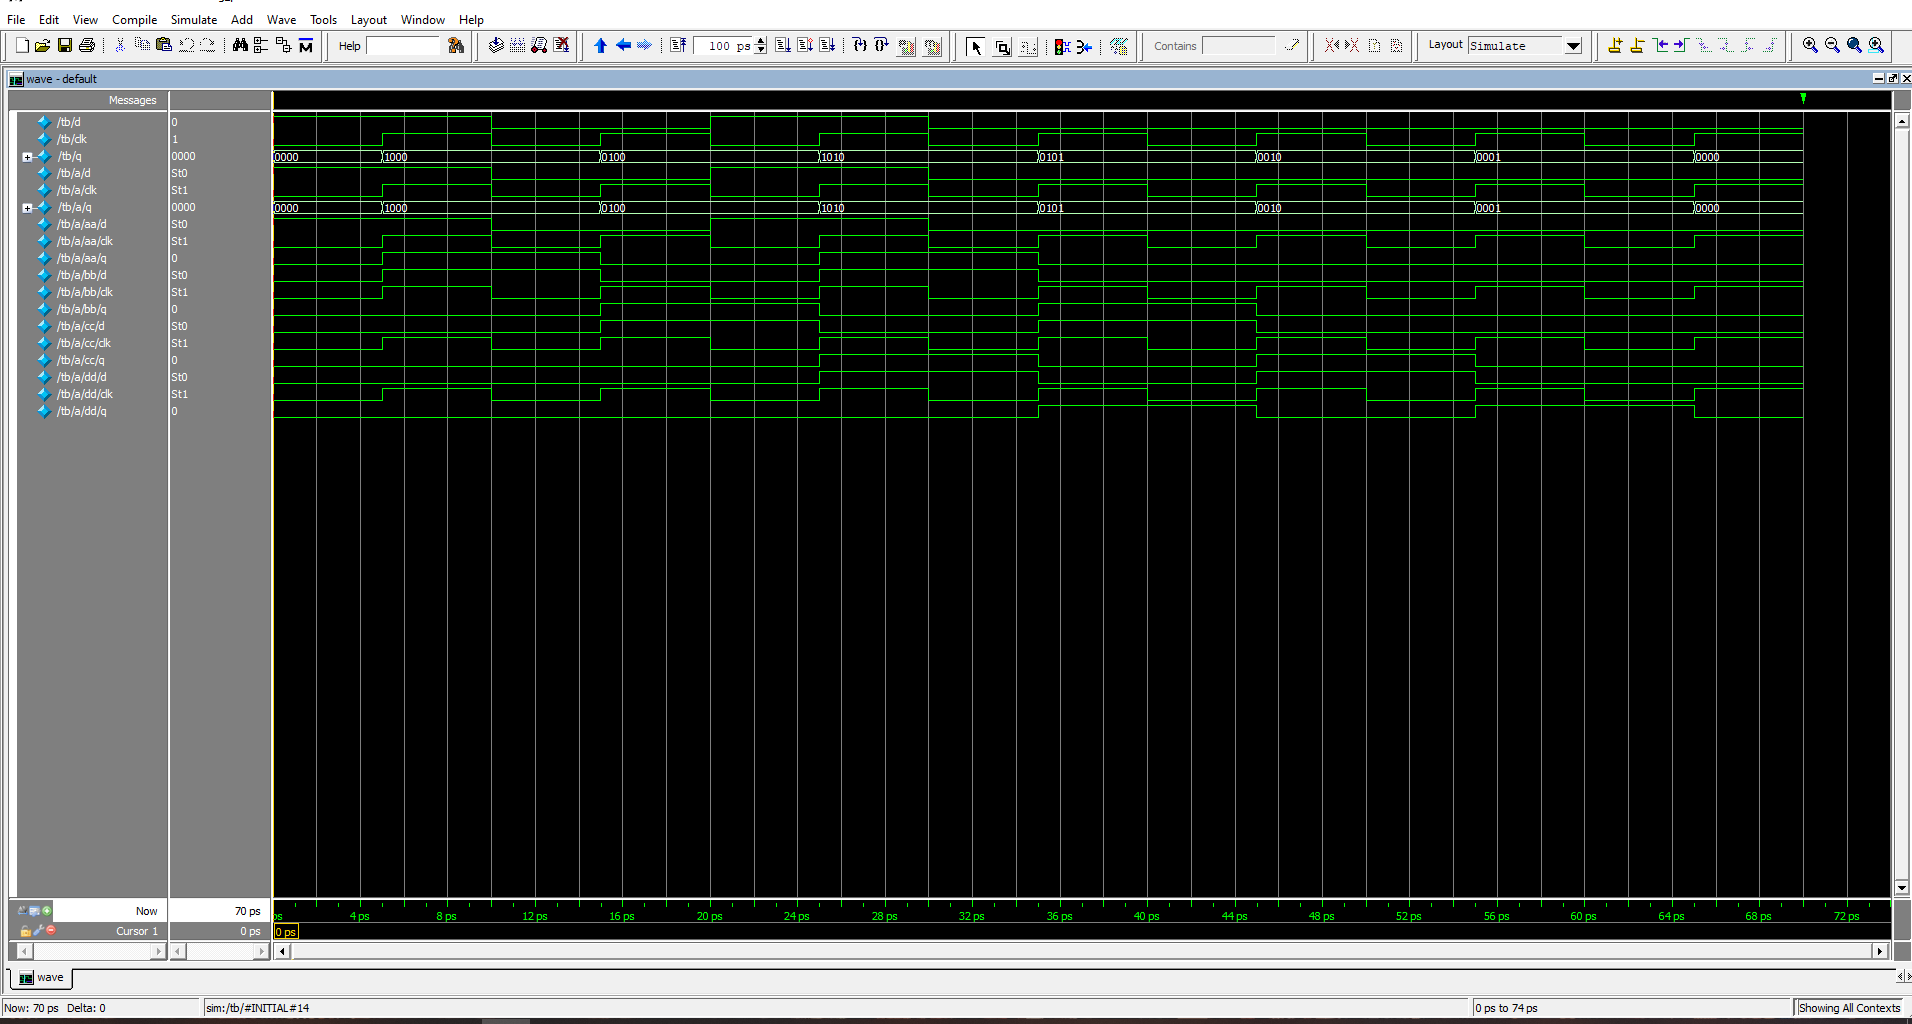 File Edit View Compile Simulate Add Wave Tools Layout Window Help
Help 100 ps Contains Layout Simulate
wave - default
Messages
/tb/d 0
/tb/clk 1
/tb/q 0000 0000 1000 0100 1010 0101 0010 0001 0000
/tb/a/d St0
/tb/a/clk St1
/tb/a/q 0000 0000 1000 0100 1010 0101 0010 0001 0000
/tb/a/aa/d St0
/tb/a/aa/clk St1
/tb/a/aa/q 0
/tb/a/bb/d St0
/tb/a/bb/clk St1
/tb/a/bb/q 0
/tb/a/cc/d St0
/tb/a/cc/clk St1
/tb/a/cc/q 0
/tb/a/dd/d St0
/tb/a/dd/clk St1
/tb/a/dd/q 0
Now 70 ps ps 4 ps 8 ps 12 ps 16 ps 20 ps 24 ps 28 ps 32 ps 36 ps 40 ps 44 ps 48 ps 52 ps 56 ps 60 ps 64 ps 68 ps 72 ps
Cursor 1 0 ps 0 ps
wave
Now: 70 ps Delta: 0 sim:/tb/#INITIAL#14 0 ps to 74 ps Showing All Contexts